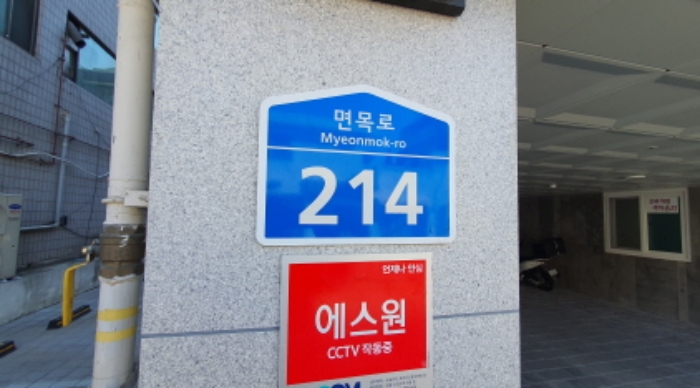 면목로
Myeonmok-ro
214
언제나 안심
에스원
CCTV 작동중